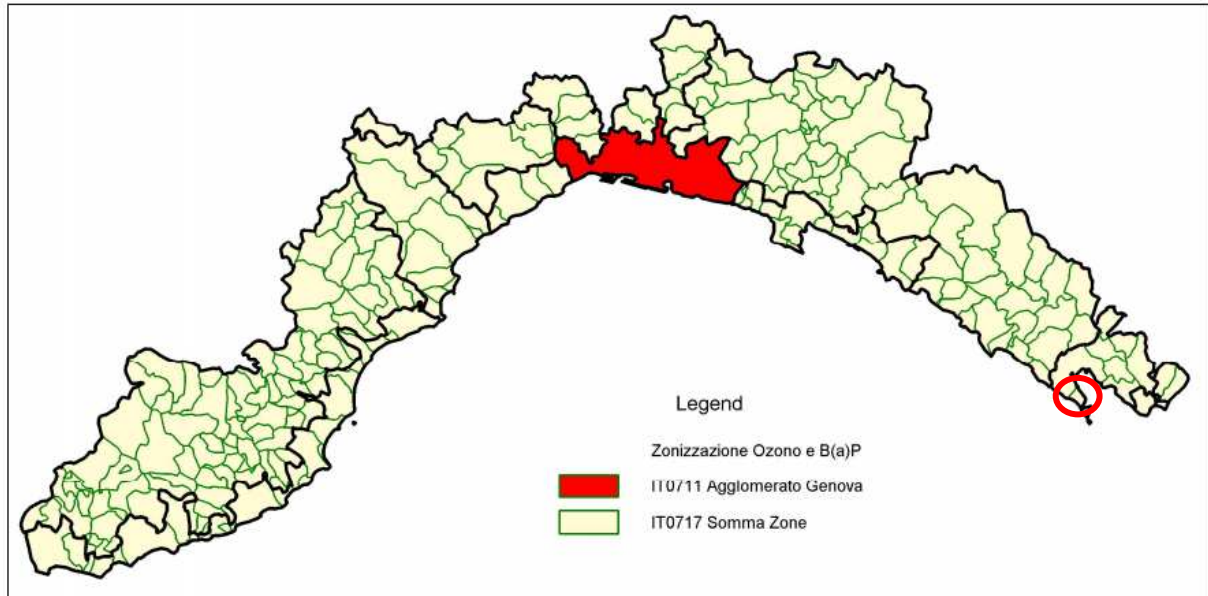 Legend
Zonizzazione Ozono e B(a)P
IT0711 Agglomerato Genova
IT0717 Somma Zone